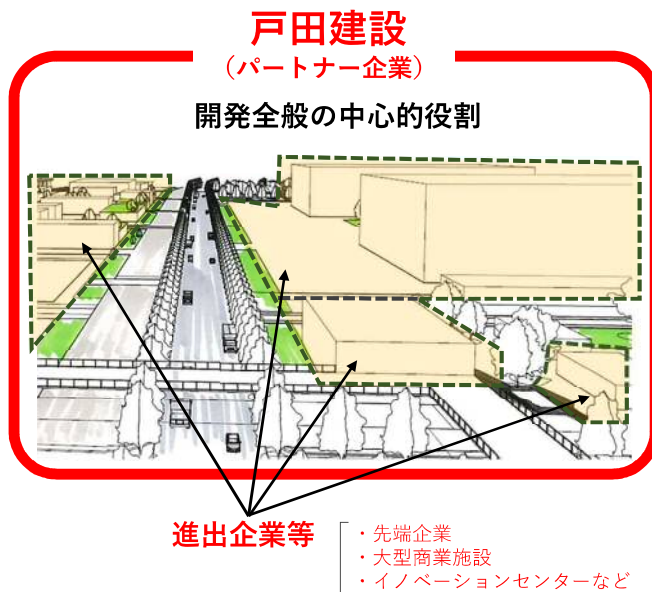 戸田建設
（パートナー企業）
開発全般の中心的役割
進出企業等
・先端企業
・大型商業施設
・イノベーションセンターなど